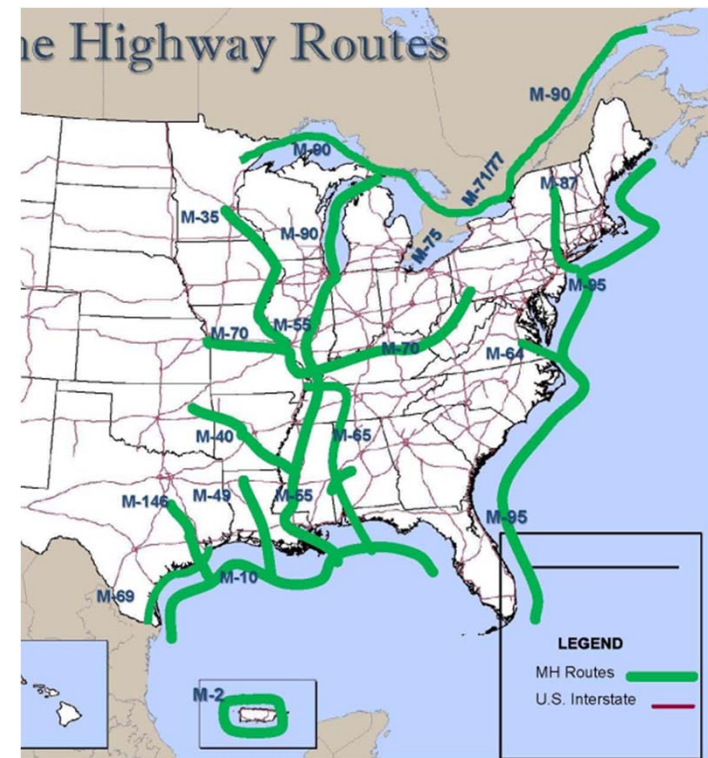 ne Highway Routes
M-90
M-90
M-71/77
M-87
M-35
M-90
M-75
M-95
M-55
M-70
M-70
M-64
M-40
M-65
M-146
M-49
M-55
M-95
M-10
M-69
LEGEND
MH Routes
U.S. Interstate
M-2